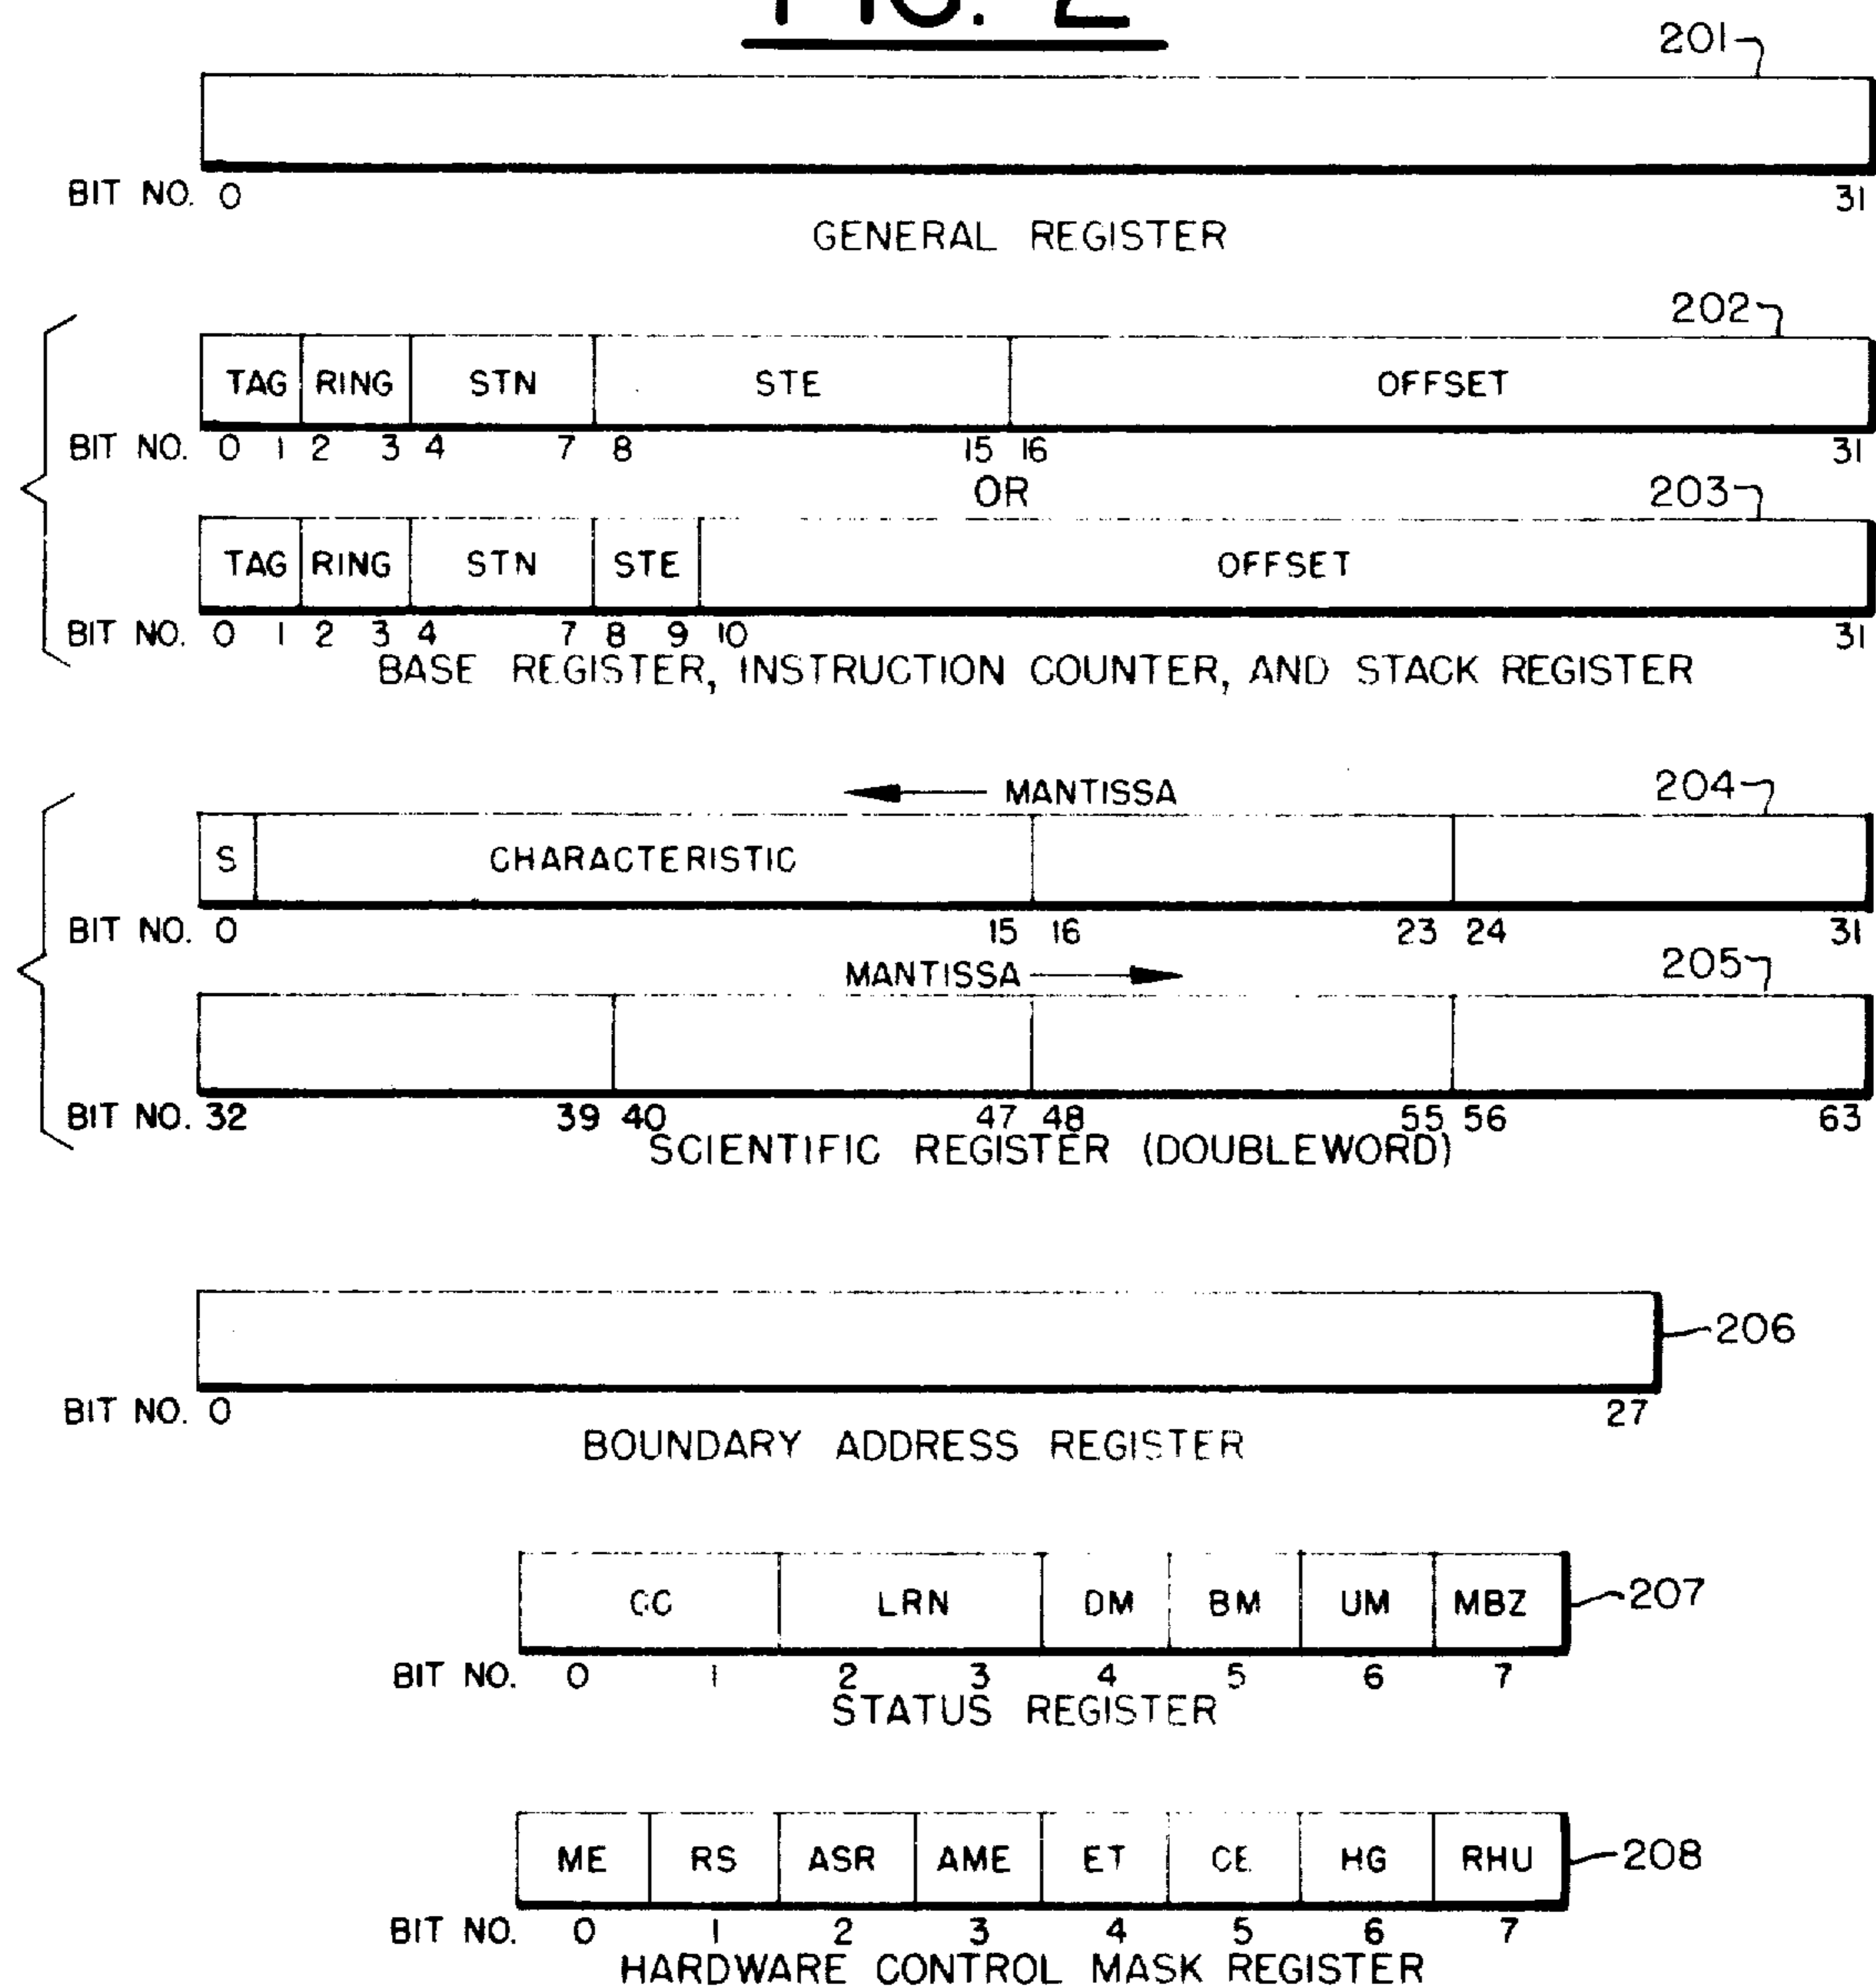 FIG. 2
201
BIT NO. 0 31
GENERAL REGISTER
202
TAG RING STN STE OFFSET
BIT NO. 0 1 2 3 4 7 8 15 16 31
OR
203
TAG RING STN STE OFFSET
BIT NO. 0 1 2 3 4 7 8 9 10 31
BASE REGISTER, INSTRUCTION COUNTER, AND STACK REGISTER
MANTISSA 204
S CHARACTERISTIC
BIT NO. 0 15 16 23 24 31
MANTISSA 205
BIT NO. 32 39 40 47 48 55 56 63
SCIENTIFIC REGISTER (DOUBLEWORD)
206
BIT NO. 0 27
BOUNDARY ADDRESS REGISTER
CC LRN DM BM UM MBZ 207
BIT NO. 0 1 2 3 4 5 6 7
STATUS REGISTER
ME RS ASR AME ET CE HG RHU 208
BIT NO. 0 1 2 3 4 5 6 7
HARDWARE CONTROL MASK REGISTER